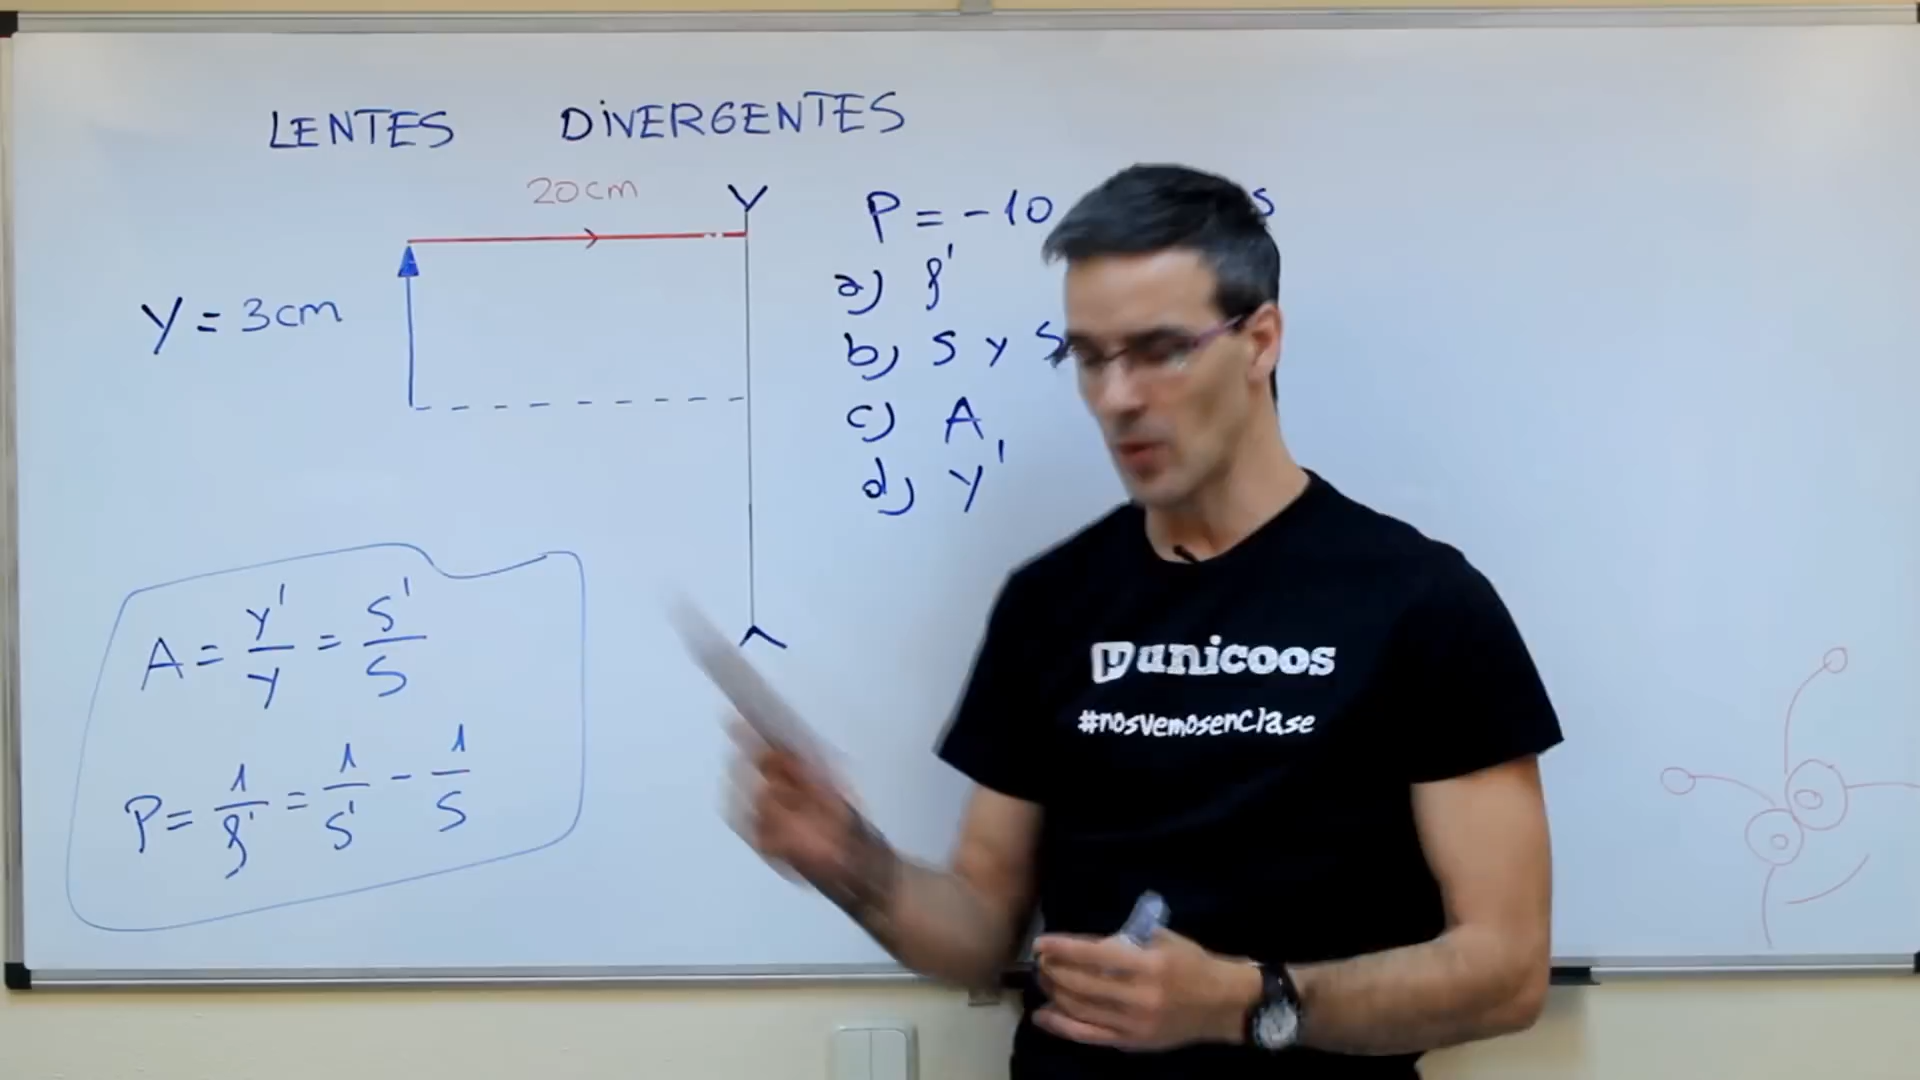 LENTES DIVERGENTES
20cm
Y = 3cm
P = -10
a) f'
b) S y S
c) A
d) Y'
A = Y'/Y = S'/S
P = 1/f' = 1/S' - 1/S
unicoos
#nosvemosenclase